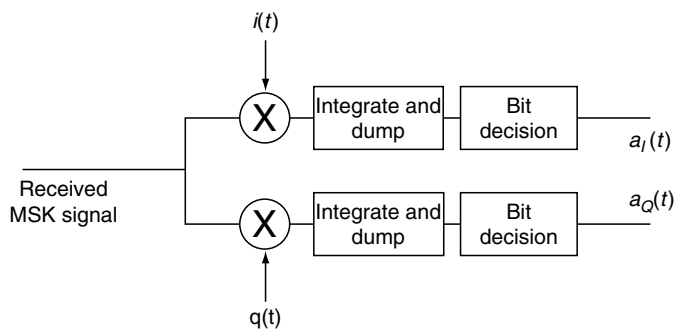 i(t)
X
Integrate and
dump
Bit
decision
a_I(t)
Received
MSK signal
X
Integrate and
dump
Bit
decision
a_Q(t)
q(t)